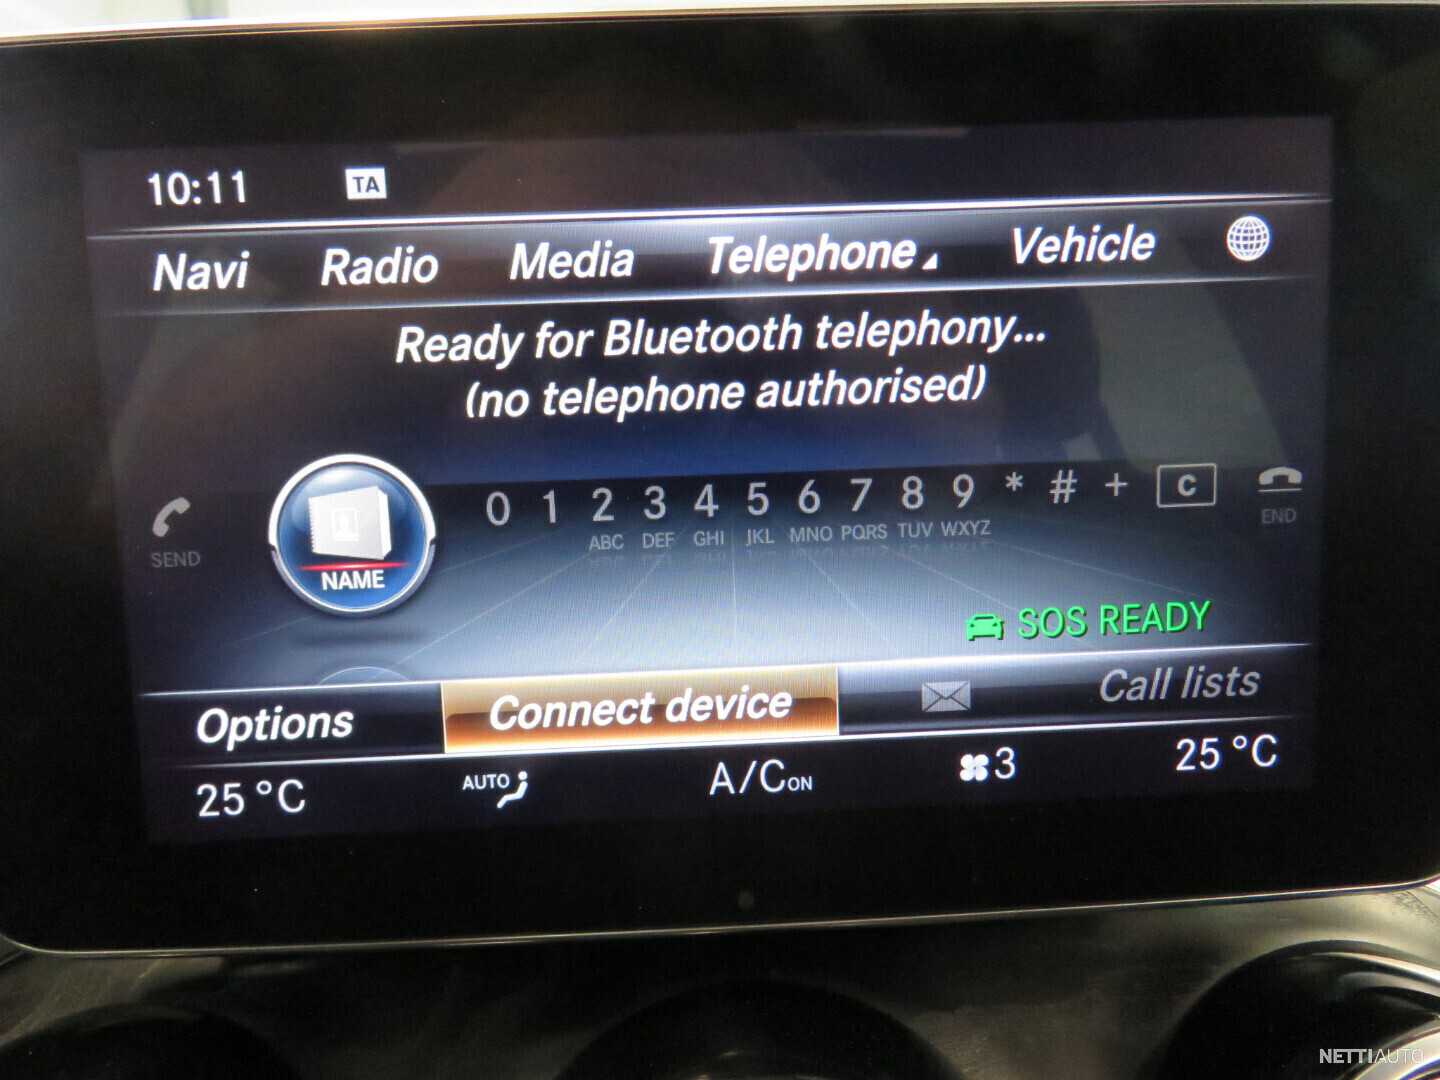 10:11 TA
Navi Radio Media Telephone Vehicle
Ready for Bluetooth telephony...
(no telephone authorised)
0 1 2 3 4 5 6 7 8 9 * # + C
SEND ABC DEF GHI JKL MNO PQRS TUV WXYZ END
NAME
SOS READY
Options Connect device Call lists
25 °C AUTO A/C ON 3 25 °C
NETTIAUTO